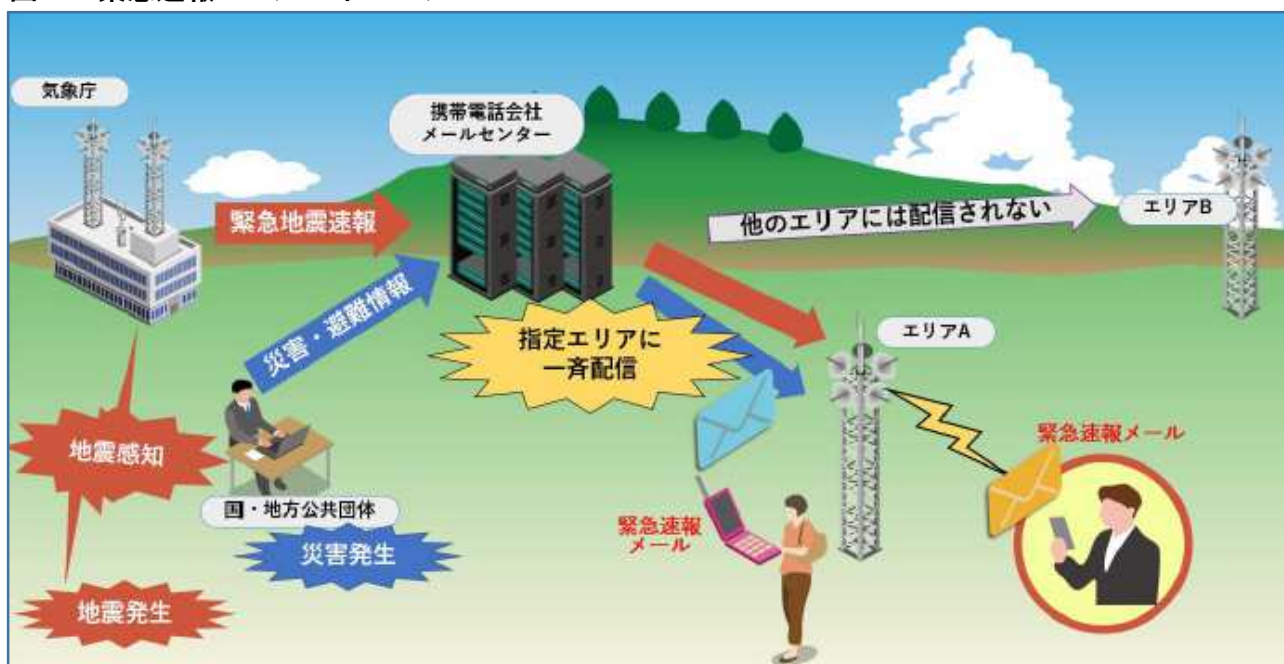 気象庁
携帯電話会社
メールセンター
緊急地震速報
他のエリアには配信されない
エリアB
災害・避難情報
指定エリアに
一斉配信
エリアA
地震感知
緊急速報メール
国・地方公共団体
緊急速報
メール
災害発生
地震発生